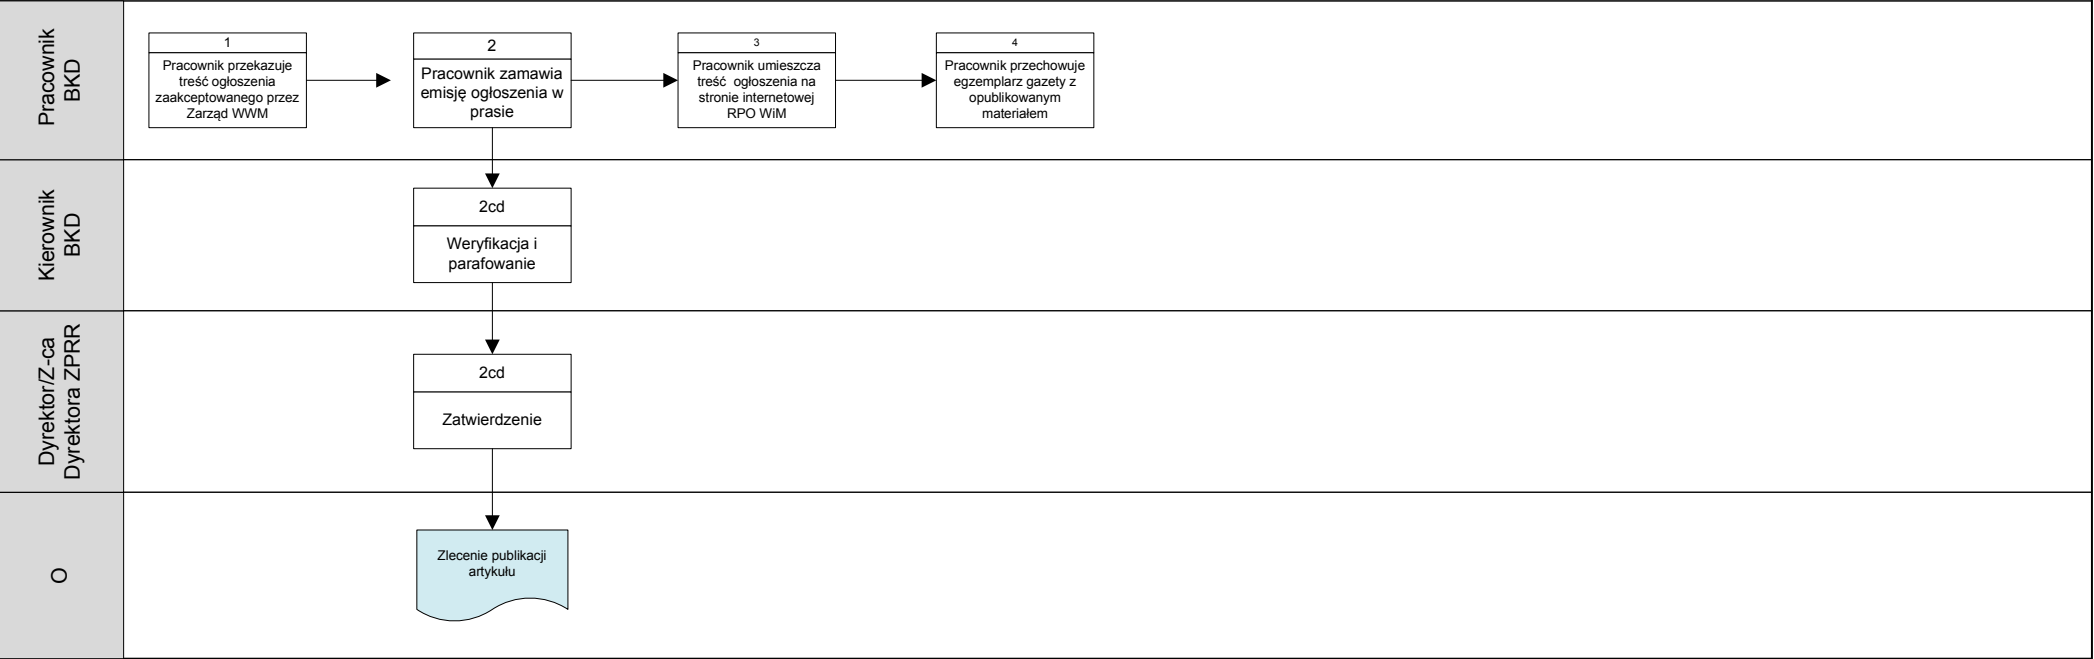 Pracownik
BKD
1
Pracownik przekazuje
treść ogłoszenia
zaakceptowanego przez
Zarząd WWM
2
Pracownik zamawia
emisję ogłoszenia w
prasie
3
Pracownik umieszcza
treść ogłoszenia na
stronie internetowej
RPO WiM
4
Pracownik przechowuje
egzemplarz gazety z
opublikowanym
materiałem
Kierownik
BKD
2cd
Weryfikacja i
parafowanie
Dyrektor/Z-ca
Dyrektora ZPRR
2cd
Zatwierdzenie
O
Zlecenie publikacji
artykułu